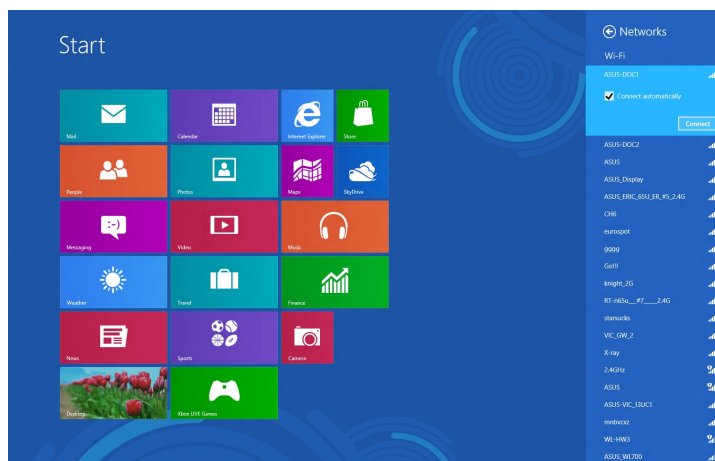 Start
Mail
Calendar
Internet Explorer
Store
People
Photos
Maps
SkyDrive
Messaging
:-)
Video
Music
Weather
Travel
Finance
News
Sports
Camera
Desktop
Xbox LIVE Games
Networks
Wi-Fi
ASUS-DOC1
Connect automatically
Connect
ASUS-DOC2
ASUS
ASUS_Display
ASUS_ERIC_65U_ER_#5_2.4G
CH6
eurospot
9999
Go!!!
knight_2G
RT-n65u__#7____2.4G
starsucks
VIC_GW_2
X-ray
2.4GHz
ASUS
ASUS-VIC_13UC1
mnbvcxz
WL-HW3
ASUS_WL700